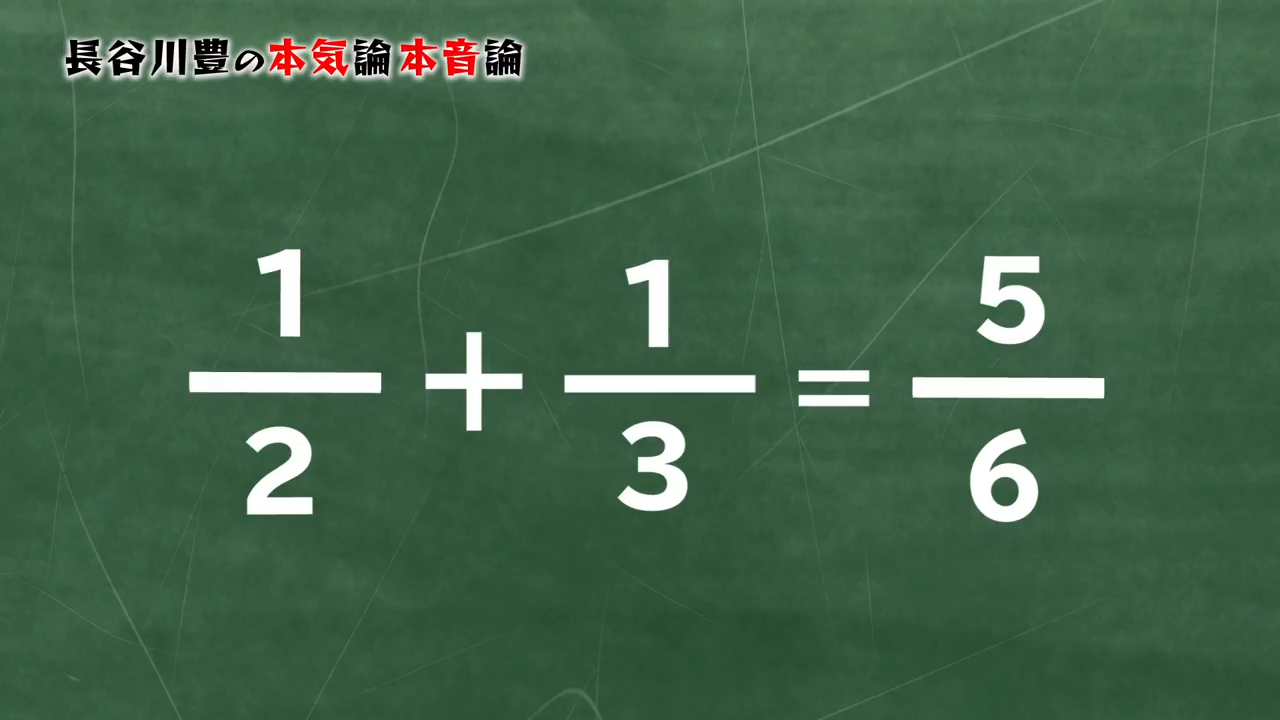 長谷川豊の本気論本音論
1/2 + 1/3 = 5/6